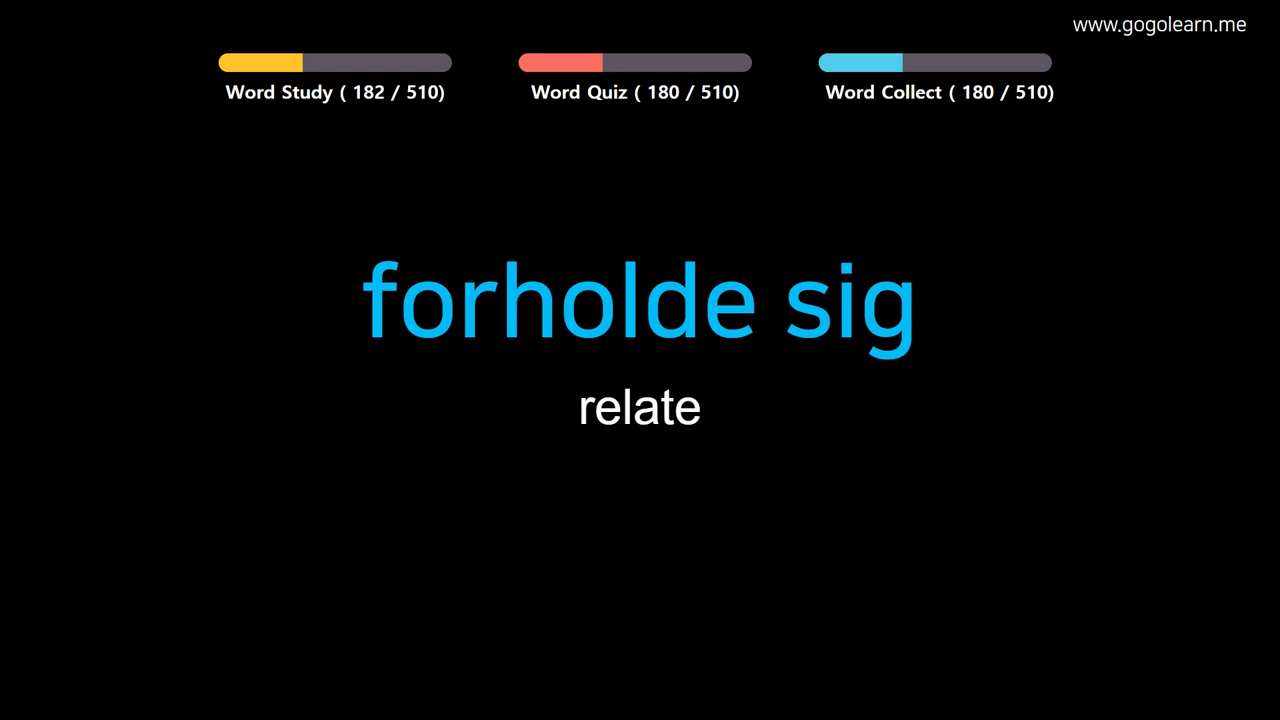 www.gogolearn.me
Word Study ( 182 / 510)
Word Quiz ( 180 / 510)
Word Collect ( 180 / 510)
forholde sig
relate